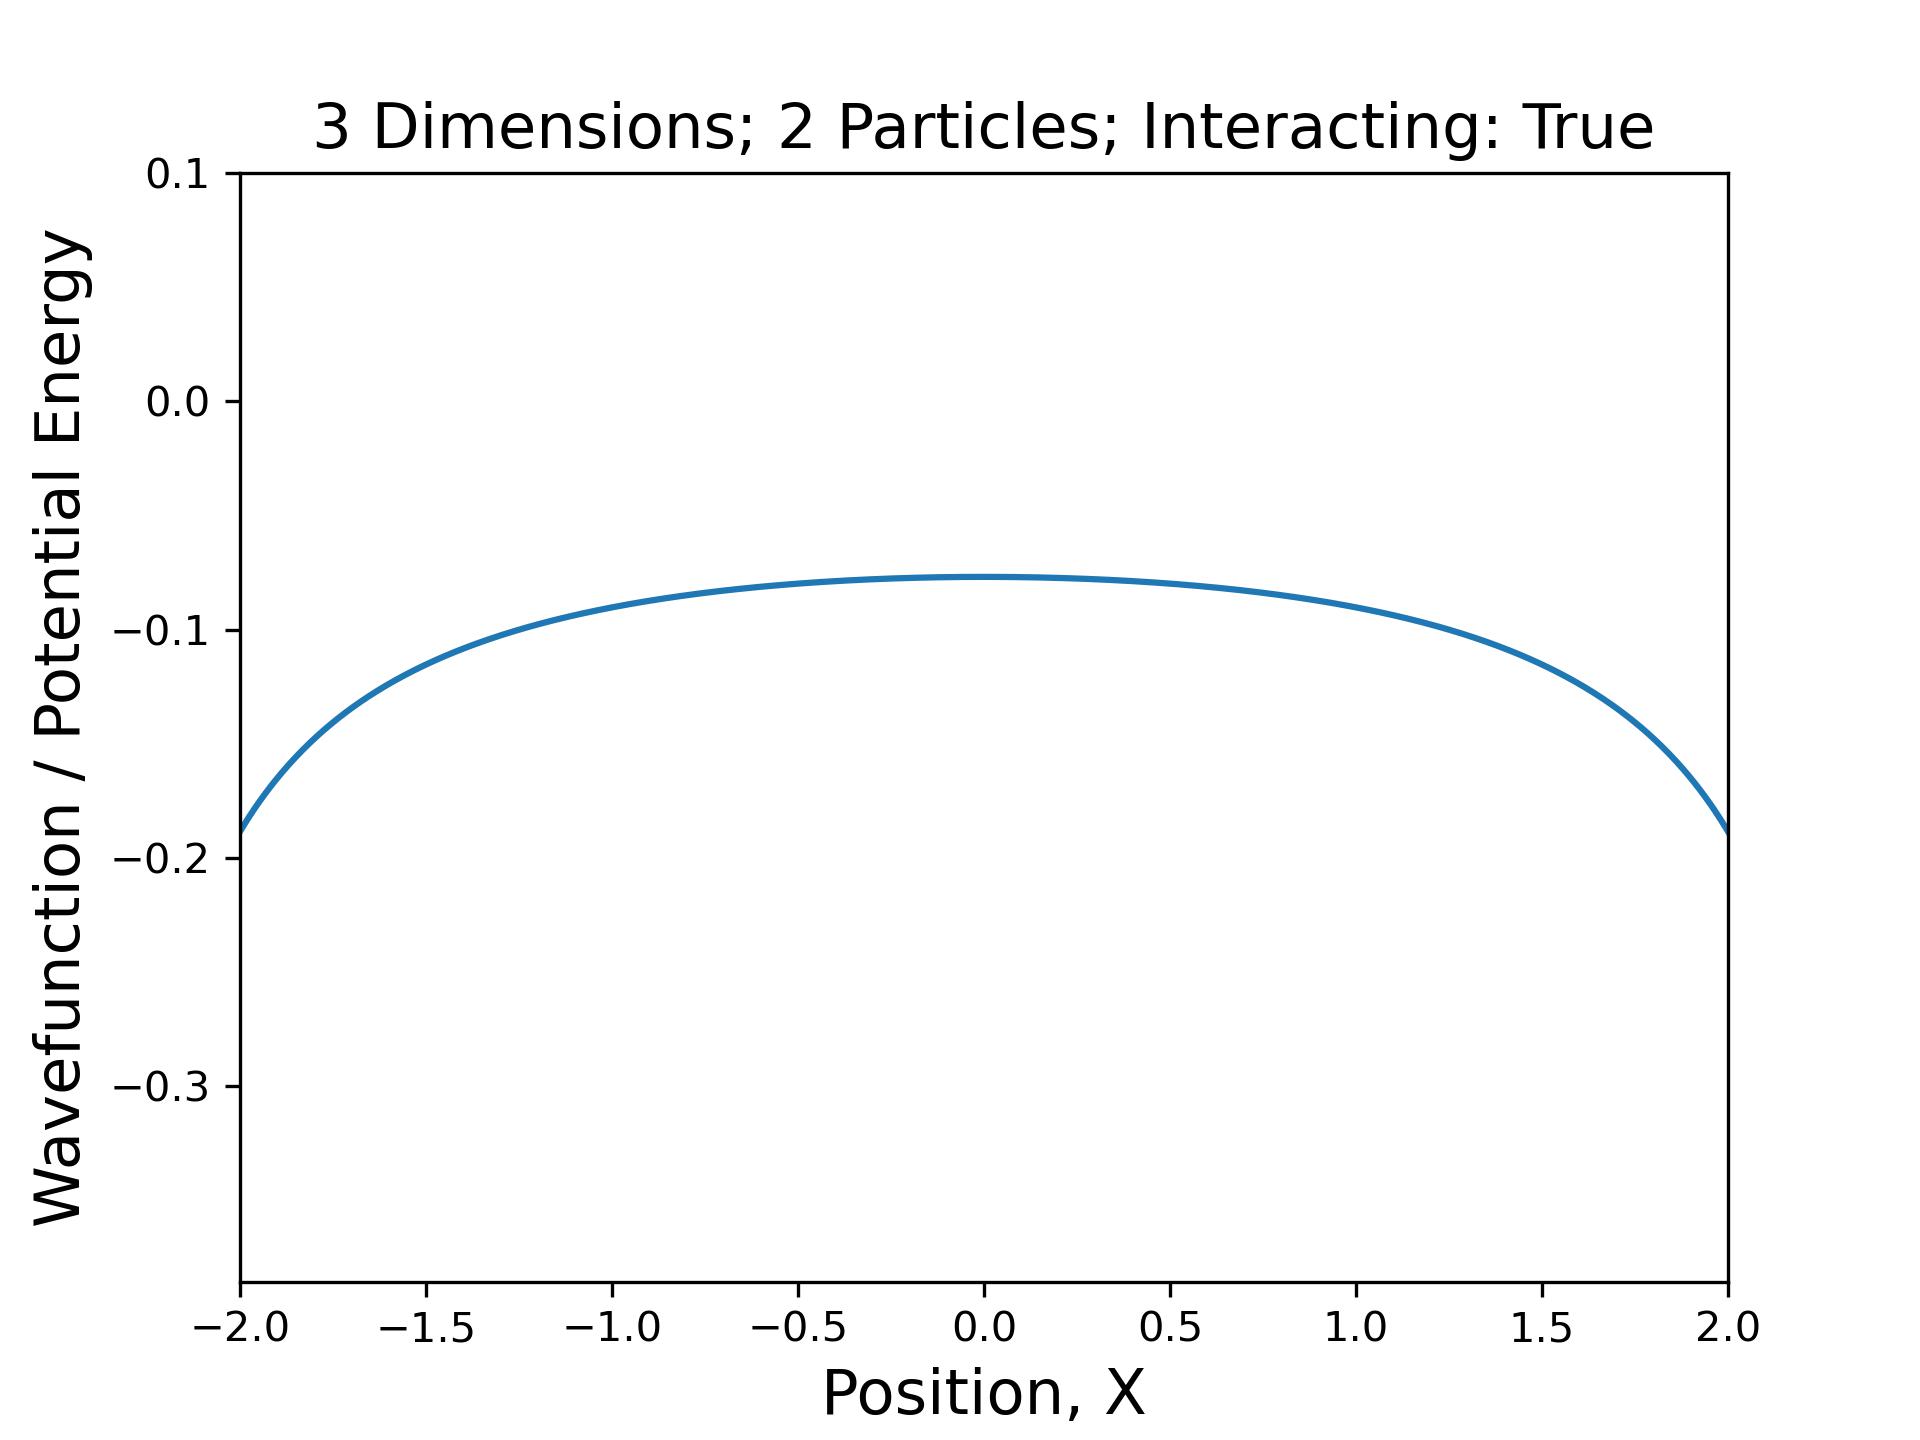 3 Dimensions; 2 Particles; Interacting: True
Wavefunction / Potential Energy
0.1
0.0
−0.1
−0.2
−0.3
−2.0 −1.5 −1.0 −0.5 0.0 0.5 1.0 1.5 2.0
Position, X